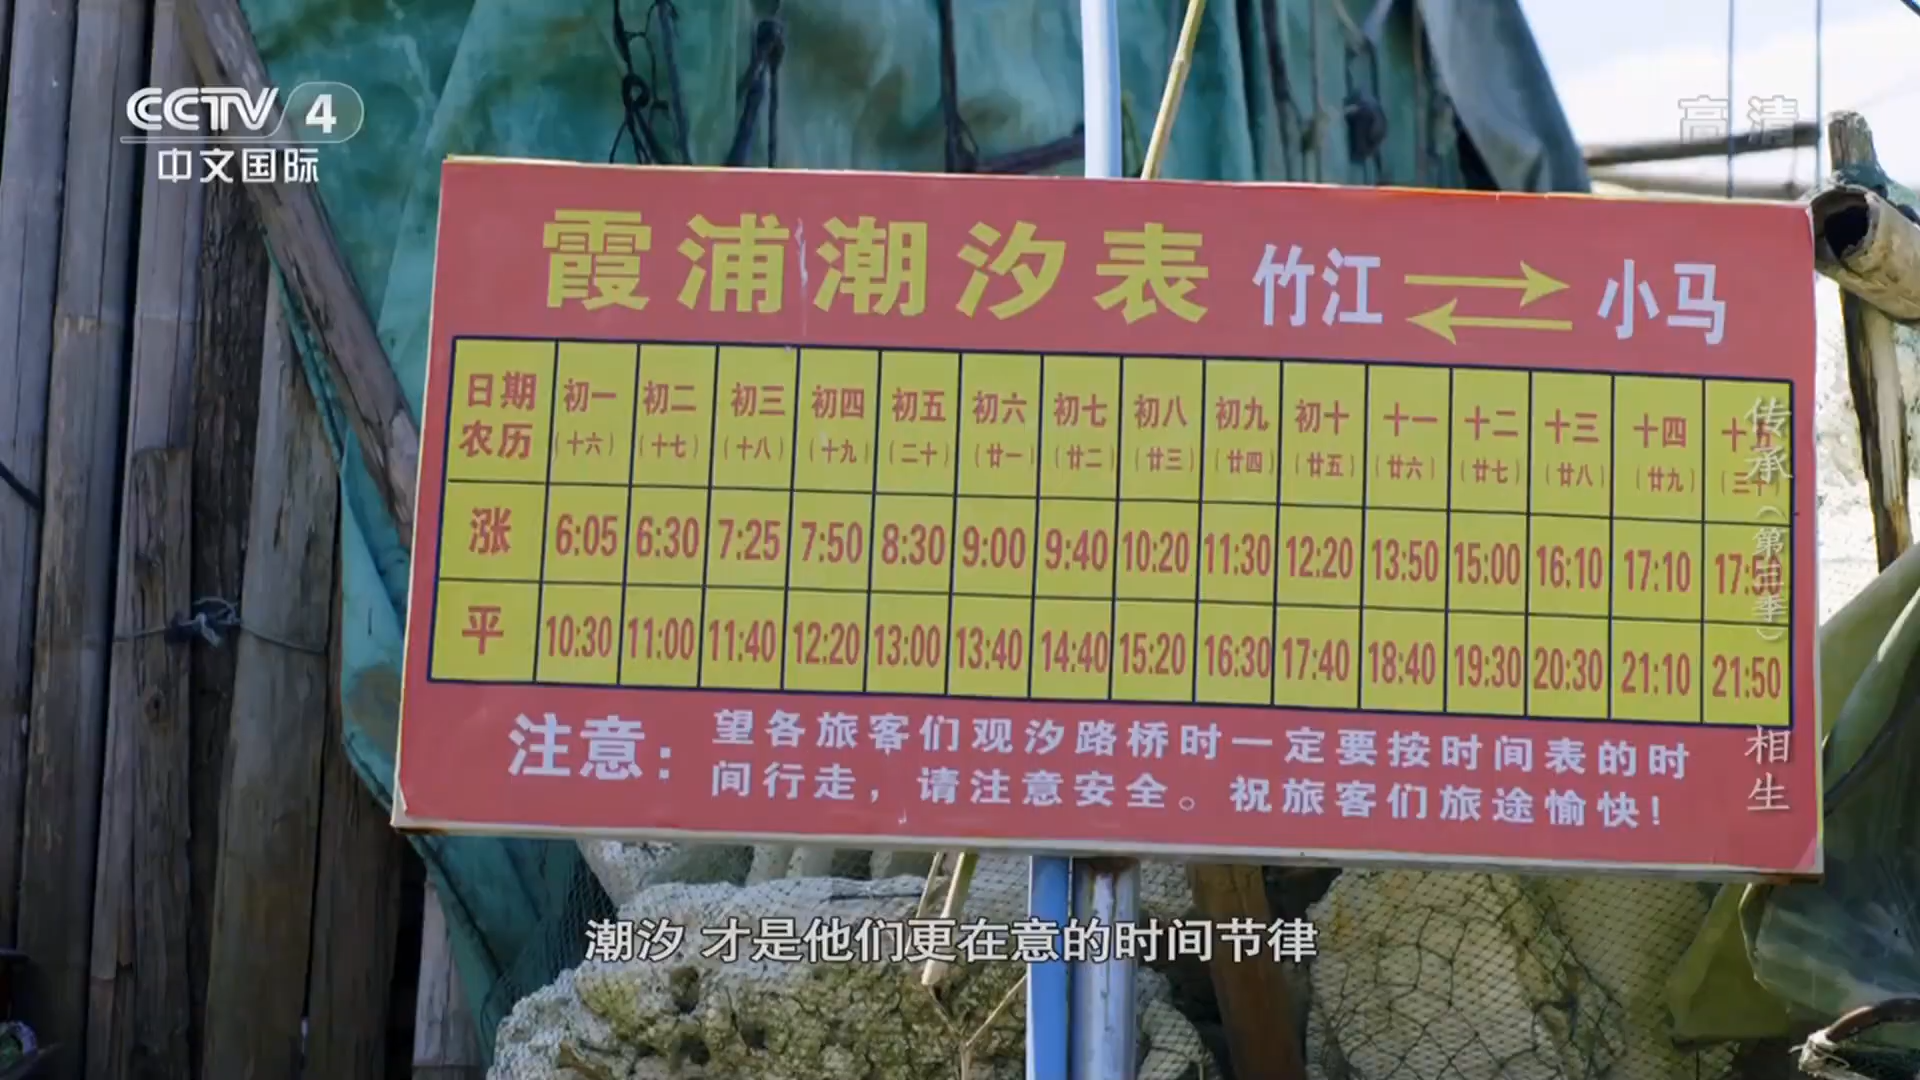 CCTV 4
中文国际
高清
霞浦潮汐表 竹江 小马
日期 农历 初一 (十六) 初二 (十七) 初三 (十八) 初四 (十九) 初五 (二十) 初六 (廿一) 初七 (廿二) 初八 (廿三) 初九 (廿四) 初十 (廿五) 十一 (廿六) 十二 (廿七) 十三 (廿八) 十四 (廿九) 十五 (三十)
涨 6:05 6:30 7:25 7:50 8:30 9:00 9:40 10:20 11:30 12:20 13:50 15:00 16:10 17:10 17:50
平 10:30 11:00 11:40 12:20 13:00 13:40 14:40 15:20 16:30 17:40 18:40 19:30 20:30 21:10 21:50
注意：望各旅客们观汐路桥时一定要按时间表的时
间行走，请注意安全。祝旅客们旅途愉快！
传承（第三季）
相生
潮汐 才是他们更在意的时间节律